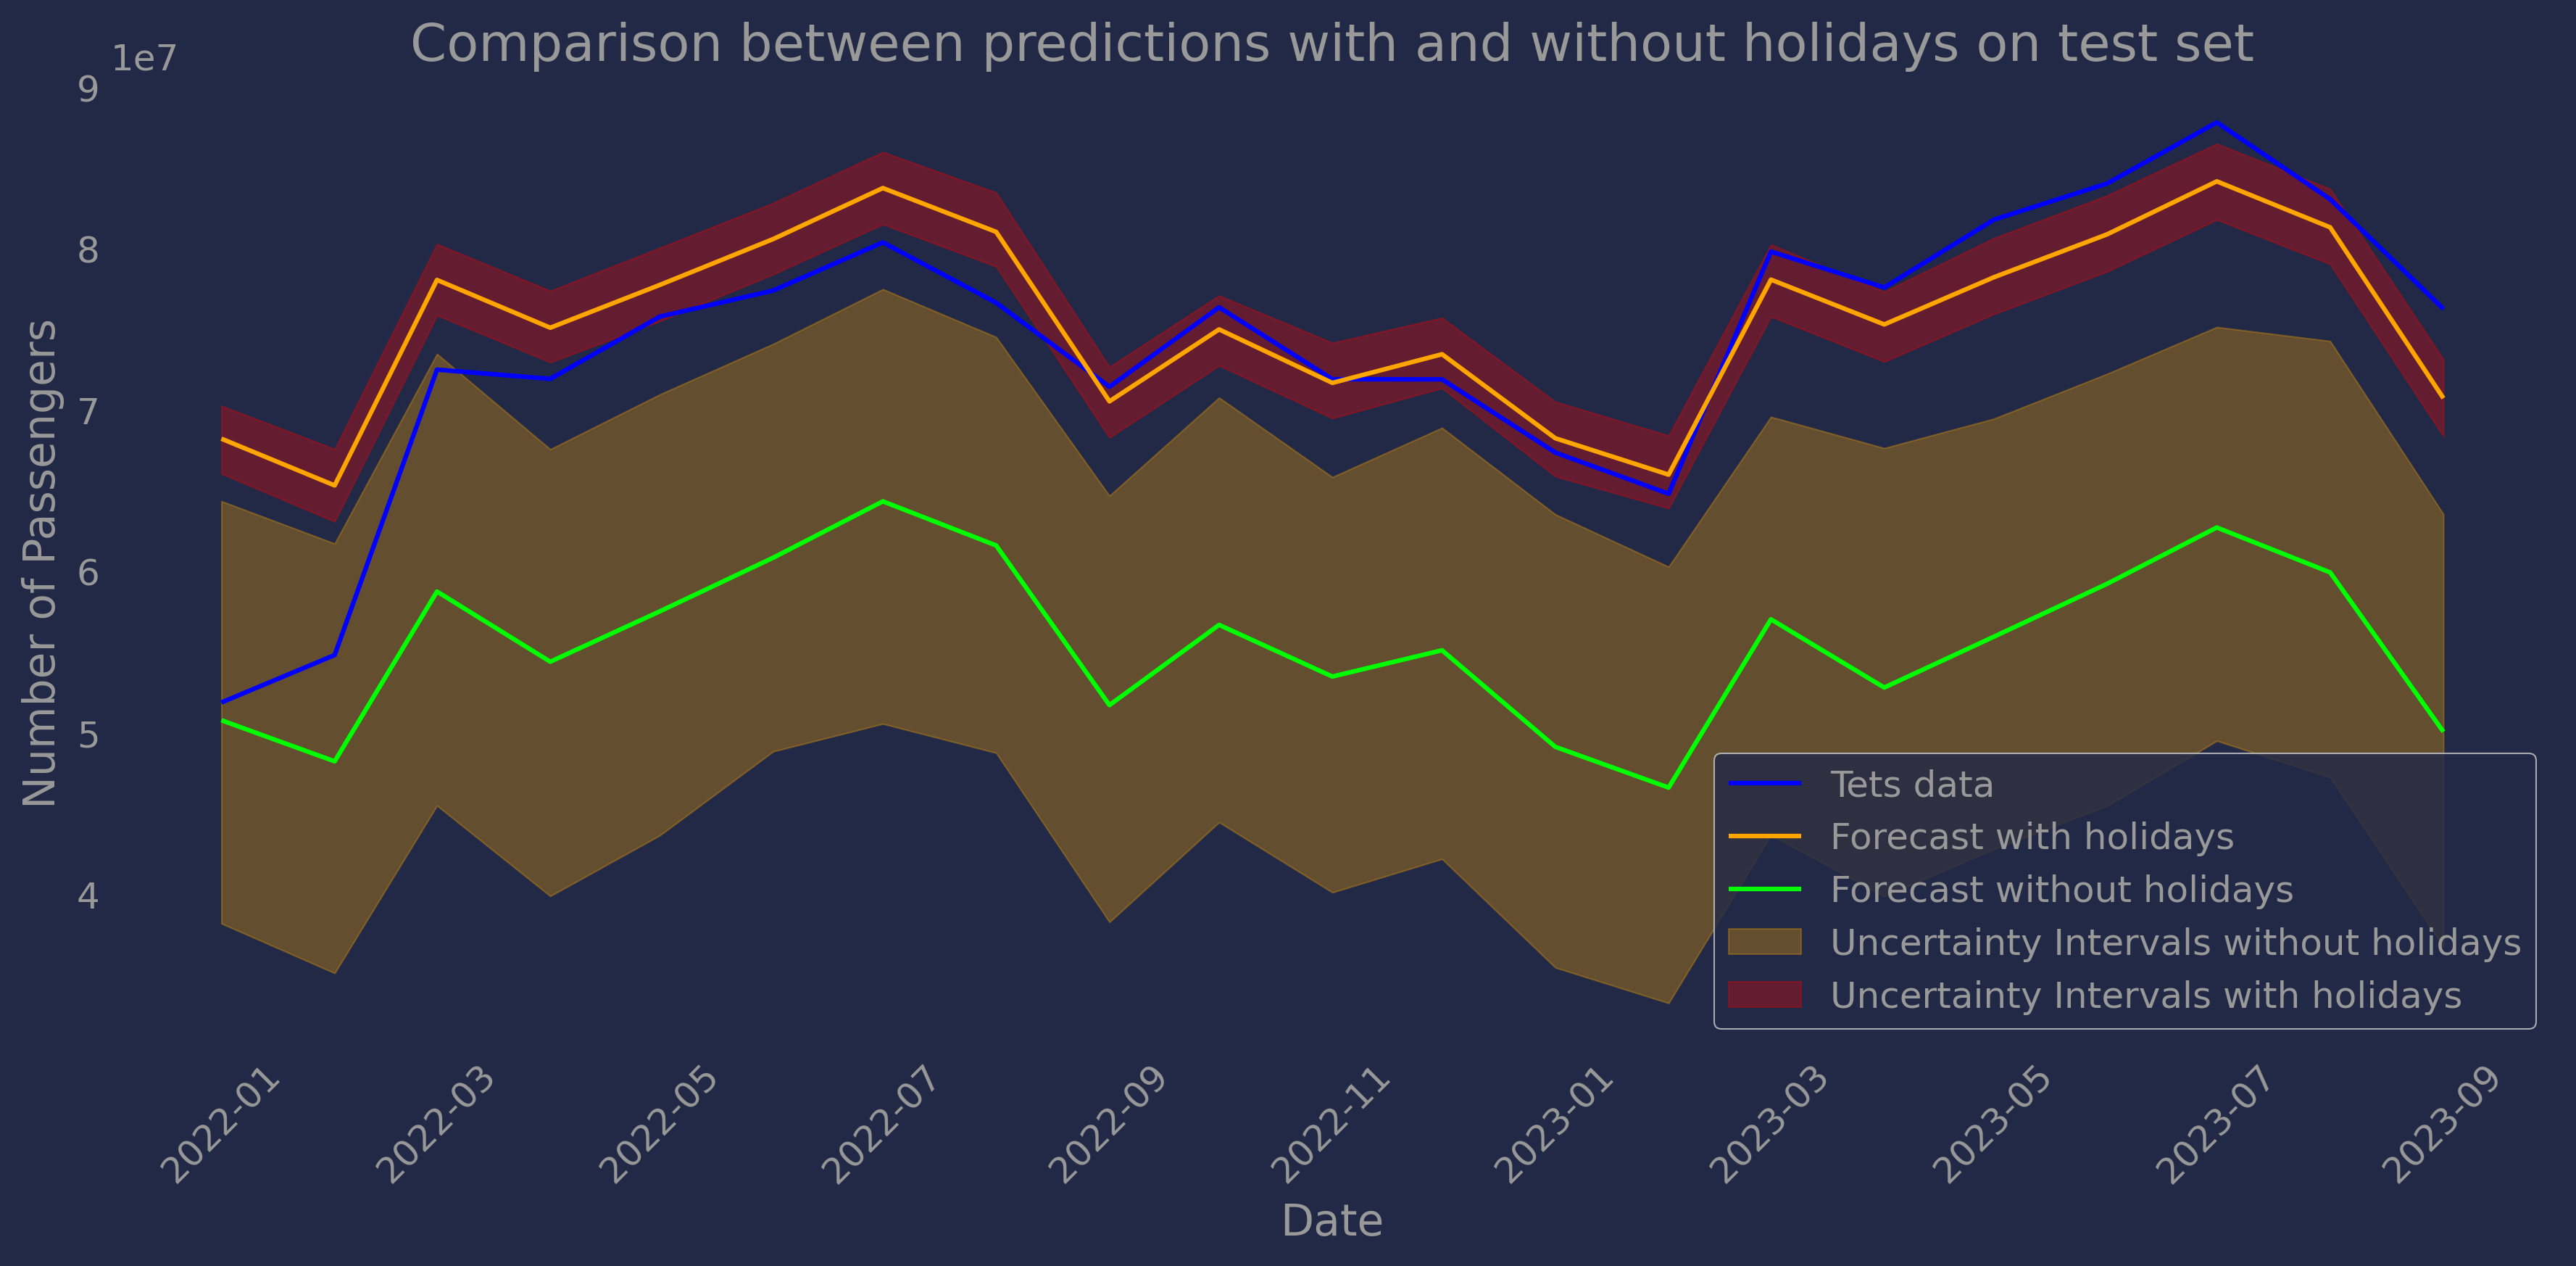 Comparison between predictions with and without holidays on test set
1e7
9
8
7
6
5
4
Number of Passengers
Tets data
Forecast with holidays
Forecast without holidays
Uncertainty Intervals without holidays
Uncertainty Intervals with holidays
2022-01
2022-03
2022-05
2022-07
2022-09
2022-11
2023-01
2023-03
2023-05
2023-07
2023-09
Date